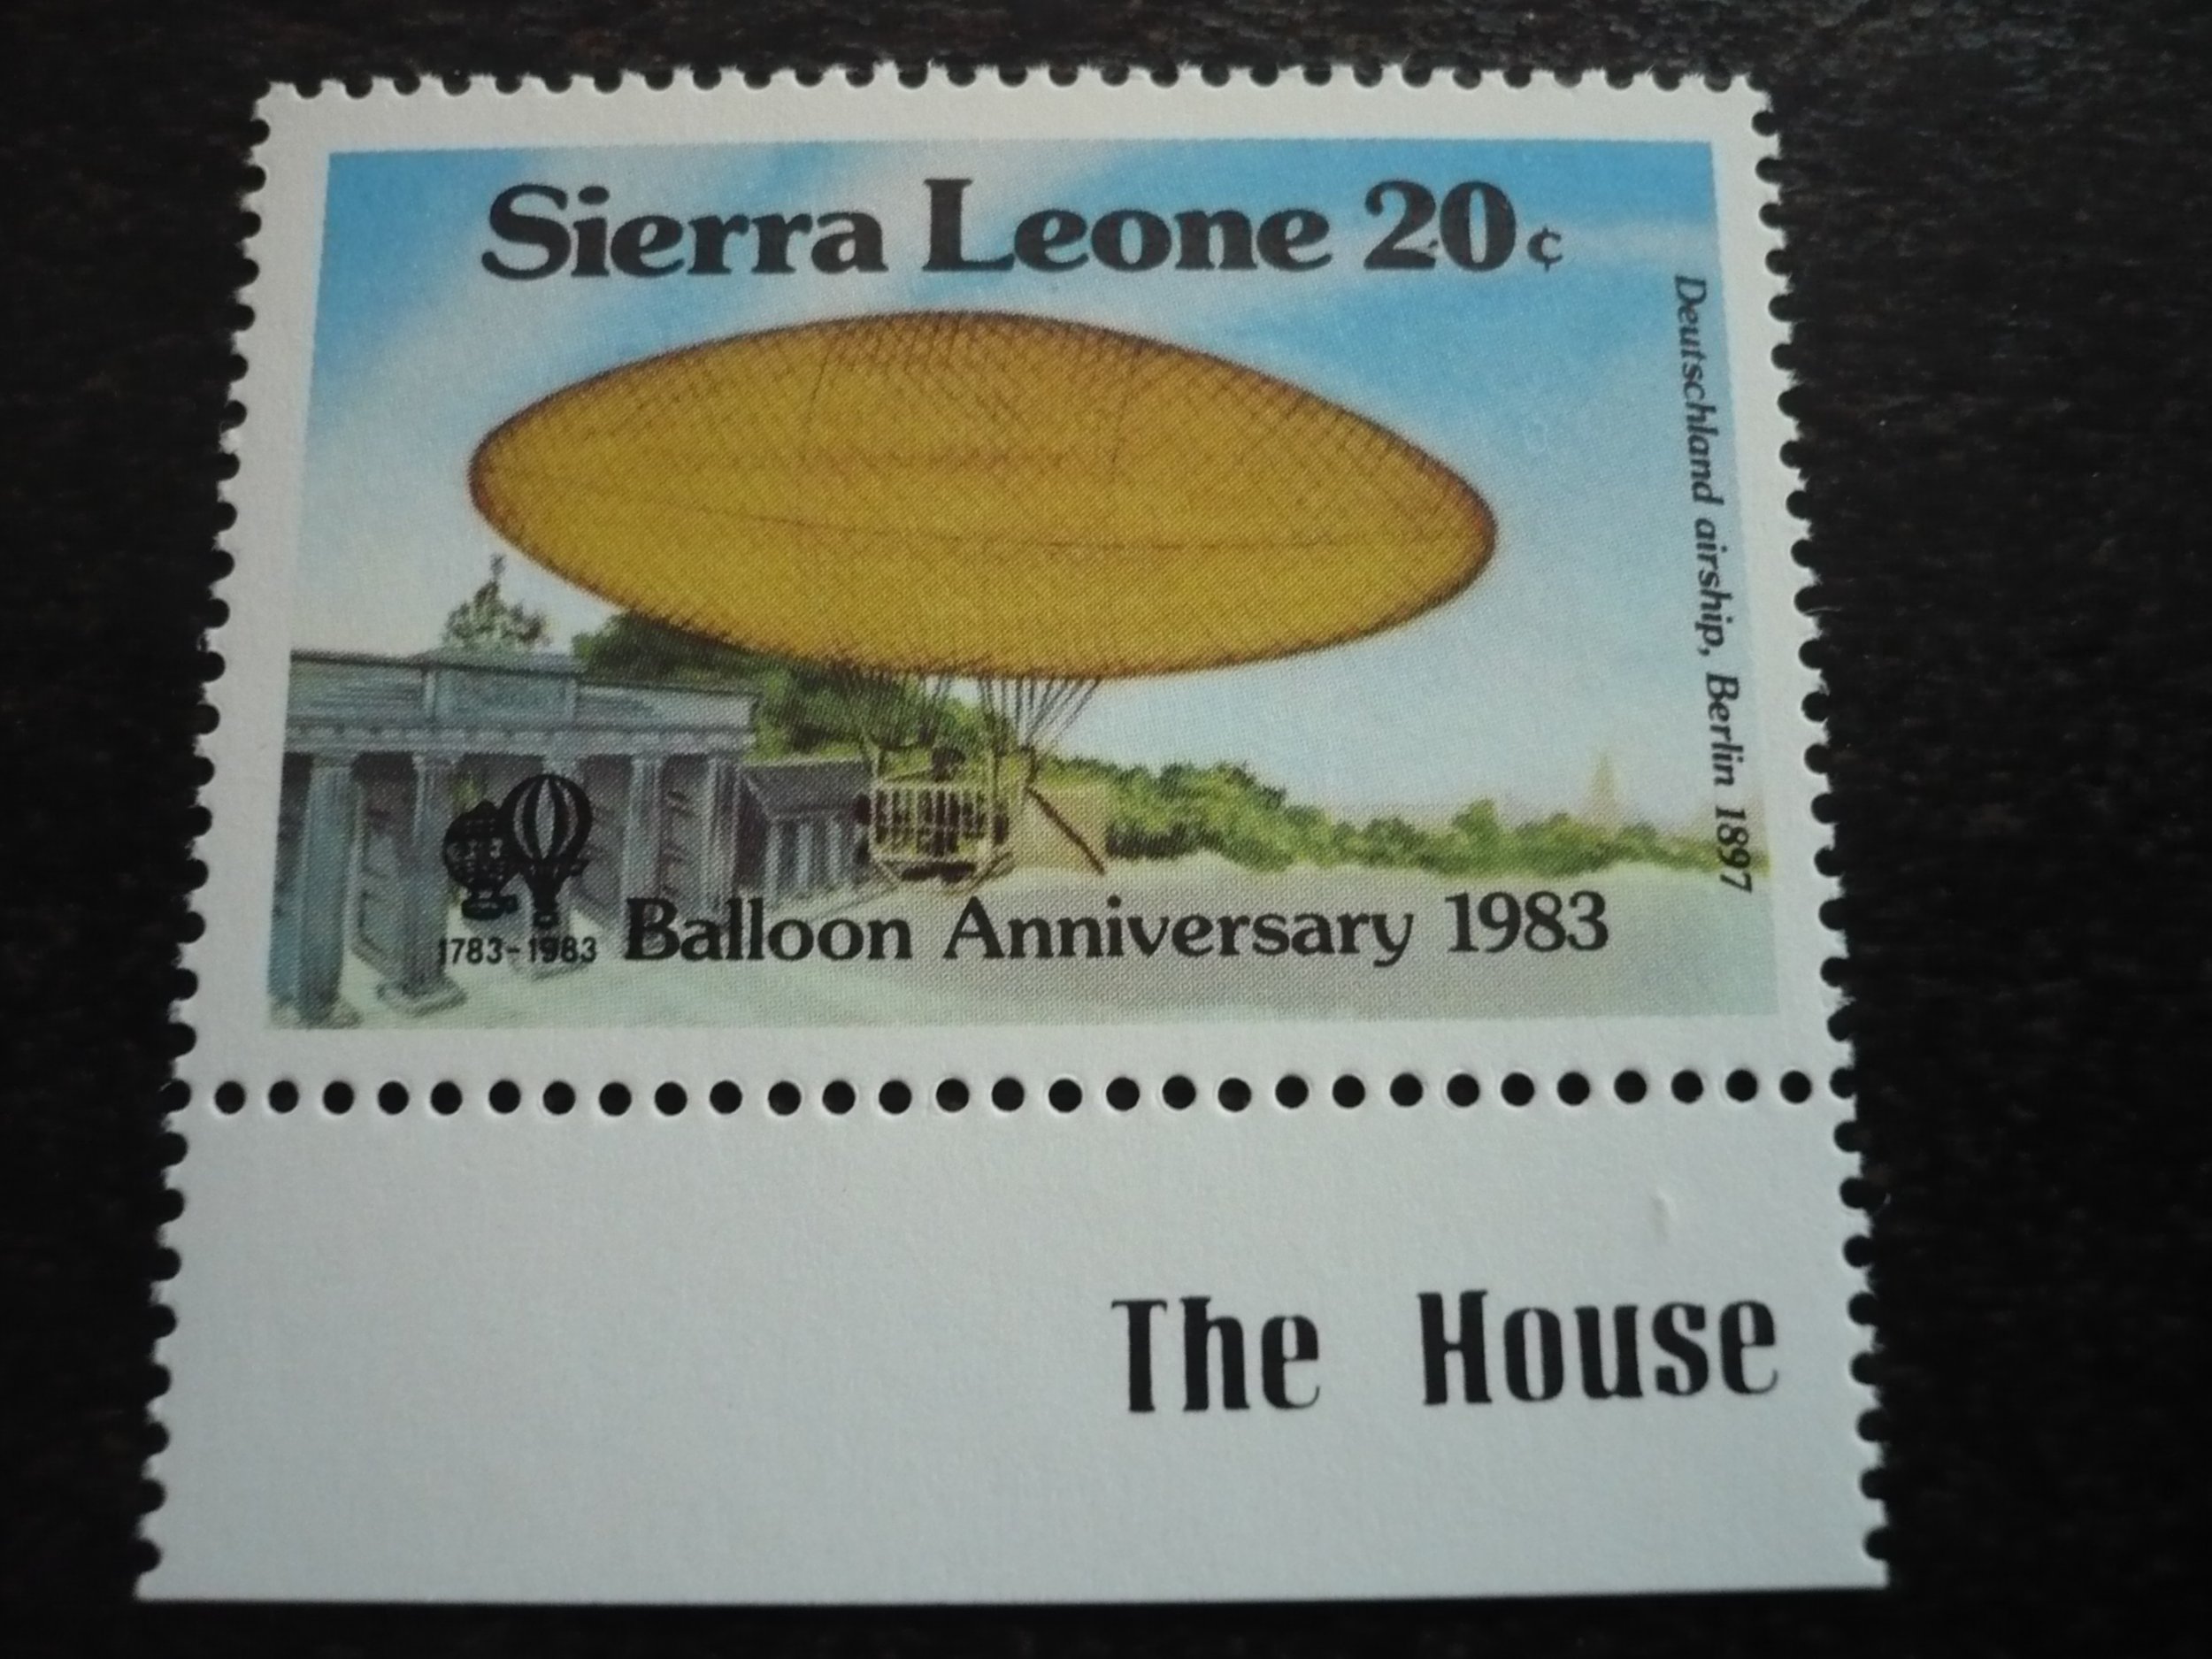 Sierra Leone 20¢
Deutschland airship, Berlin 1897
1783-1983 Balloon Anniversary 1983
The House